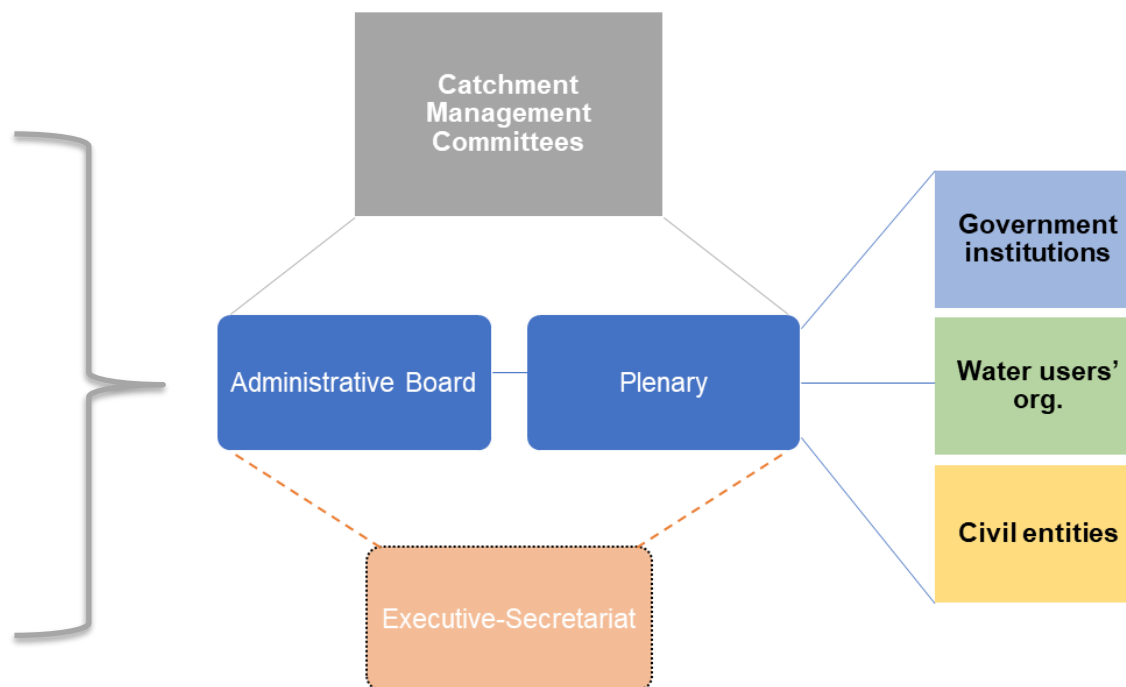 Catchment
Management
Committees
Administrative Board
Plenary
Government
institutions
Water users’
org.
Civil entities
Executive-Secretariat